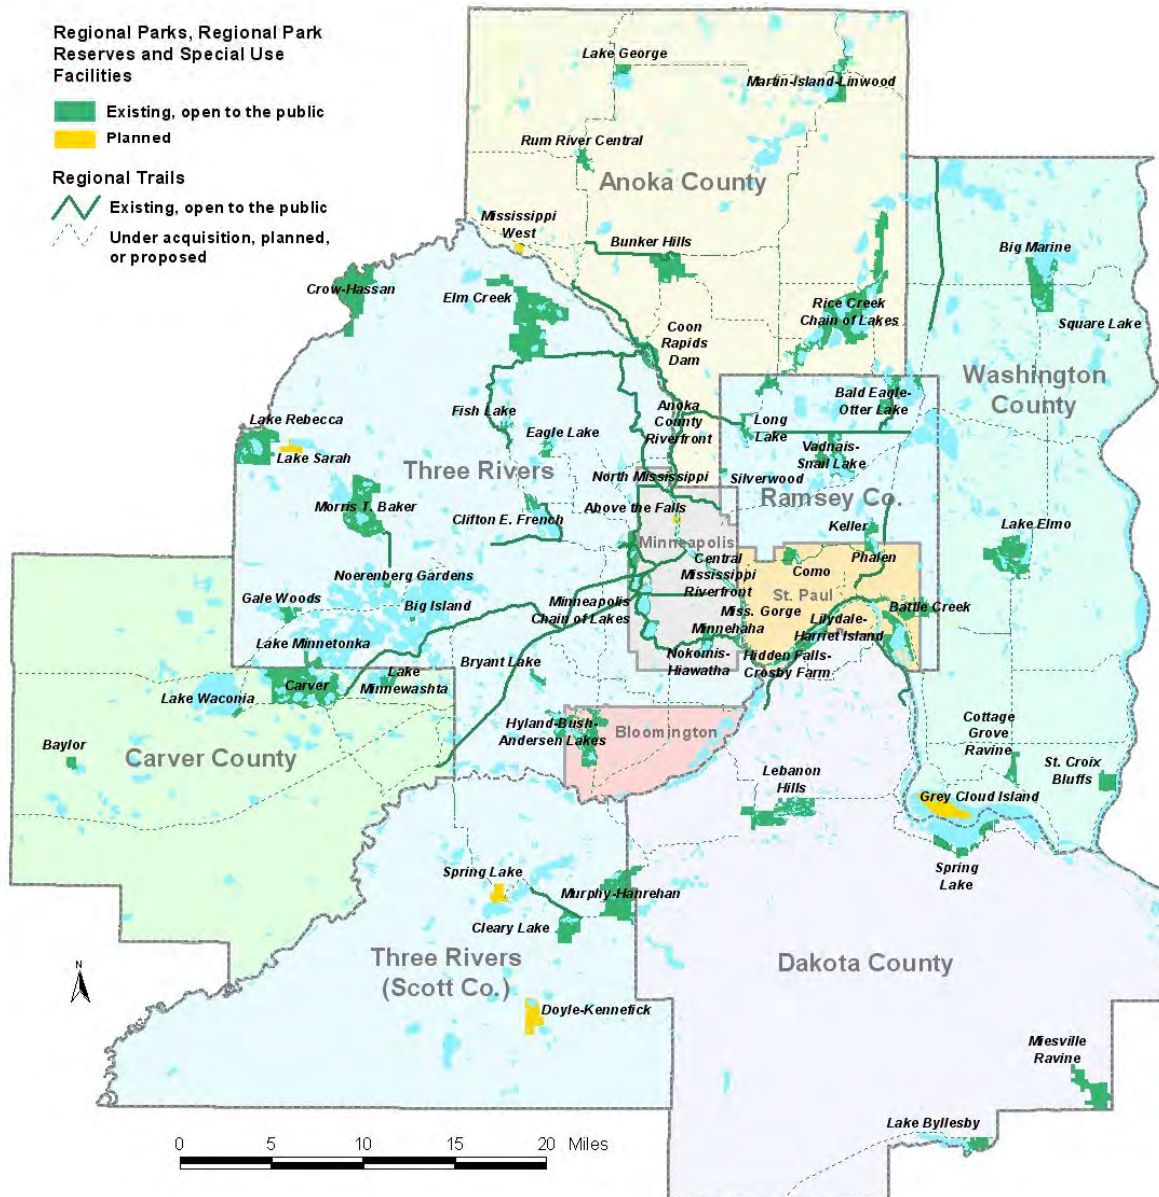 Regional Parks, Regional Park
Reserves and Special Use
Facilities
Existing, open to the public
Planned
Regional Trails
Existing, open to the public
Under acquisition, planned,
or proposed
Lake George
Martin-Island-Linwood
Rum River Central
Anoka County
Mississippi
West
Bunker Hills
Big Marine
Crow-Hassan
Elm Creek
Rice Creek
Chain of Lakes
Square Lake
Coon
Rapids
Dam
Washington
County
Bald Eagle-
Otter Lake
Fish Lake
Anoka
County
Riverfront
Long
Lake
Lake Rebecca
Eagle Lake
Lake Sarah
Three Rivers
Vadnais-
Snail Lake
North Mississippi
Silverwood
Ramsey Co.
Morris T. Baker
Clifton E. French
Above the Falls
Keller
Lake Elmo
Minneapolis
Central
Mississippi
Riverfront
Phalen
Como
Noerenberg Gardens
St. Paul
Gale Woods
Big Island
Minneapolis
Chain of Lakes
Miss. Gorge
Battle Creek
Lilydale-
Harriet Island
Minnehaha
Lake Minnetonka
Bryant Lake
Nokomis-
Hiawatha
Hidden Falls-
Crosby Farm
Carver
Lake
Minnewashta
Lake Waconia
Hyland-Bush-
Andersen Lakes
Bloomington
Baylor
Carver County
Cottage
Grove
Ravine
St. Croix
Bluffs
Lebanon
Hills
Grey Cloud Island
Spring Lake
Murphy-Hanrehan
Spring
Lake
Cleary Lake
Three Rivers
(Scott Co.)
Dakota County
N
Doyle-Kennefick
Miesville
Ravine
Lake Byllesby
0 5 10 15 20 Miles